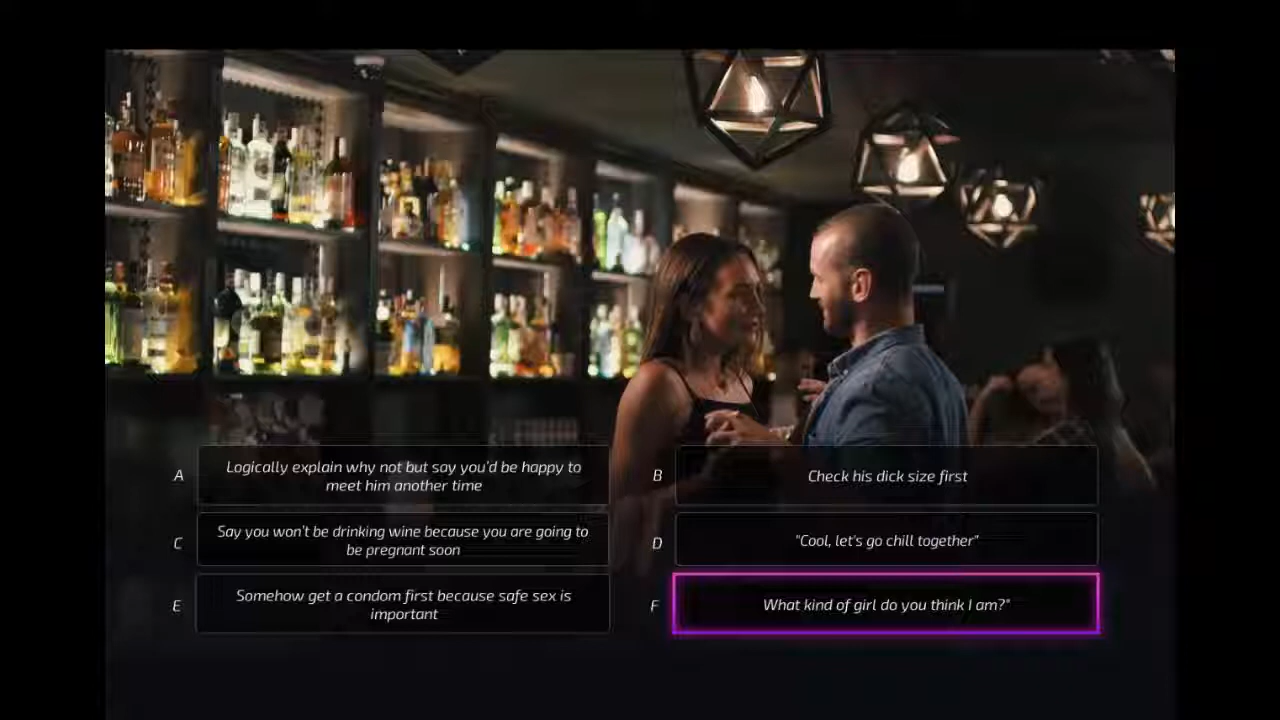 A
Logically explain why not but say you'd be happy to
meet him another time
B
Check his dick size first
C
Say you won't be drinking wine because you are going to
be pregnant soon
D
"Cool, let's go chill together"
E
Somehow get a condom first because safe sex is
important
F
What kind of girl do you think I am?"